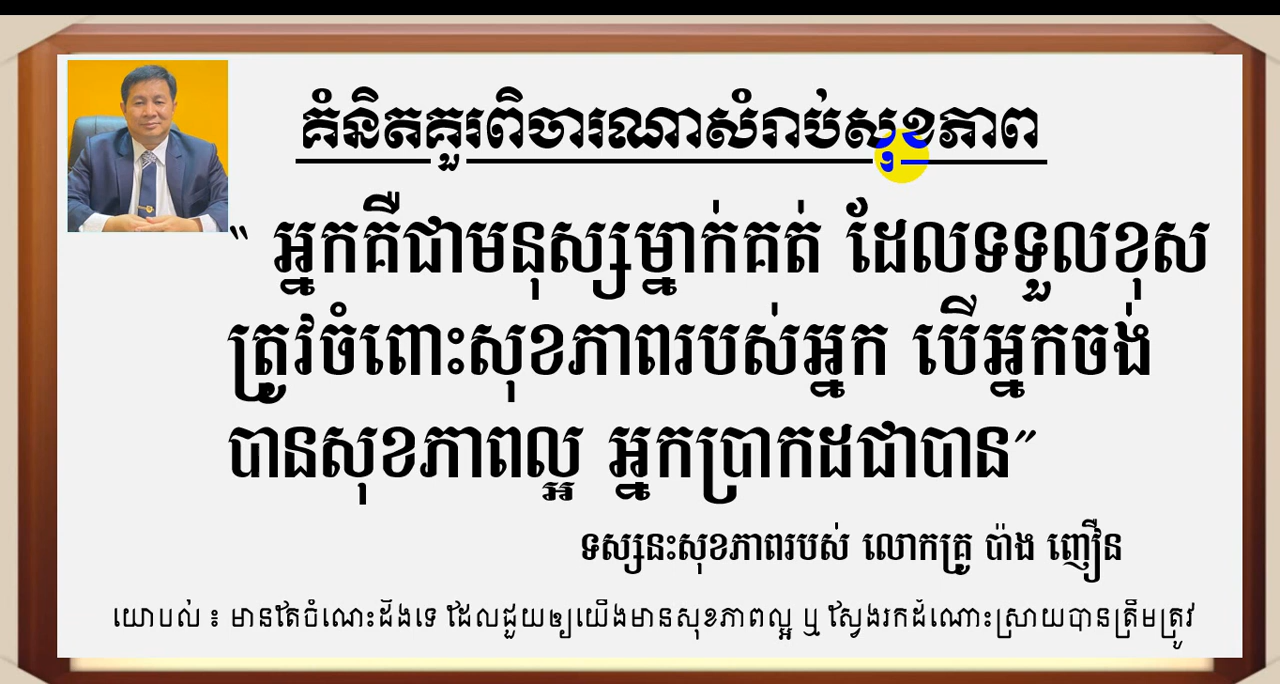 គំនិតគួរពិចារណាសំរាប់សុខភាព
“ អ្នកគឺជាមនុស្សម្នាក់គត់ ដែលទទួលខុស
ត្រូវចំពោះសុខភាពរបស់អ្នក បើអ្នកចង់
បានសុខភាពល្អ អ្នកប្រាកដជាបាន”
ទស្សនះសុខភាពរបស់ លោកគ្រូ ប៉ាង ញឿន
យោបល់ ៖ មានតែចំណេះដឹងទេ ដែលជួយឲ្យយើងមានសុខភាពល្អ ឬ ស្វែងរកដំណោះស្រាយបានត្រឹមត្រូវ